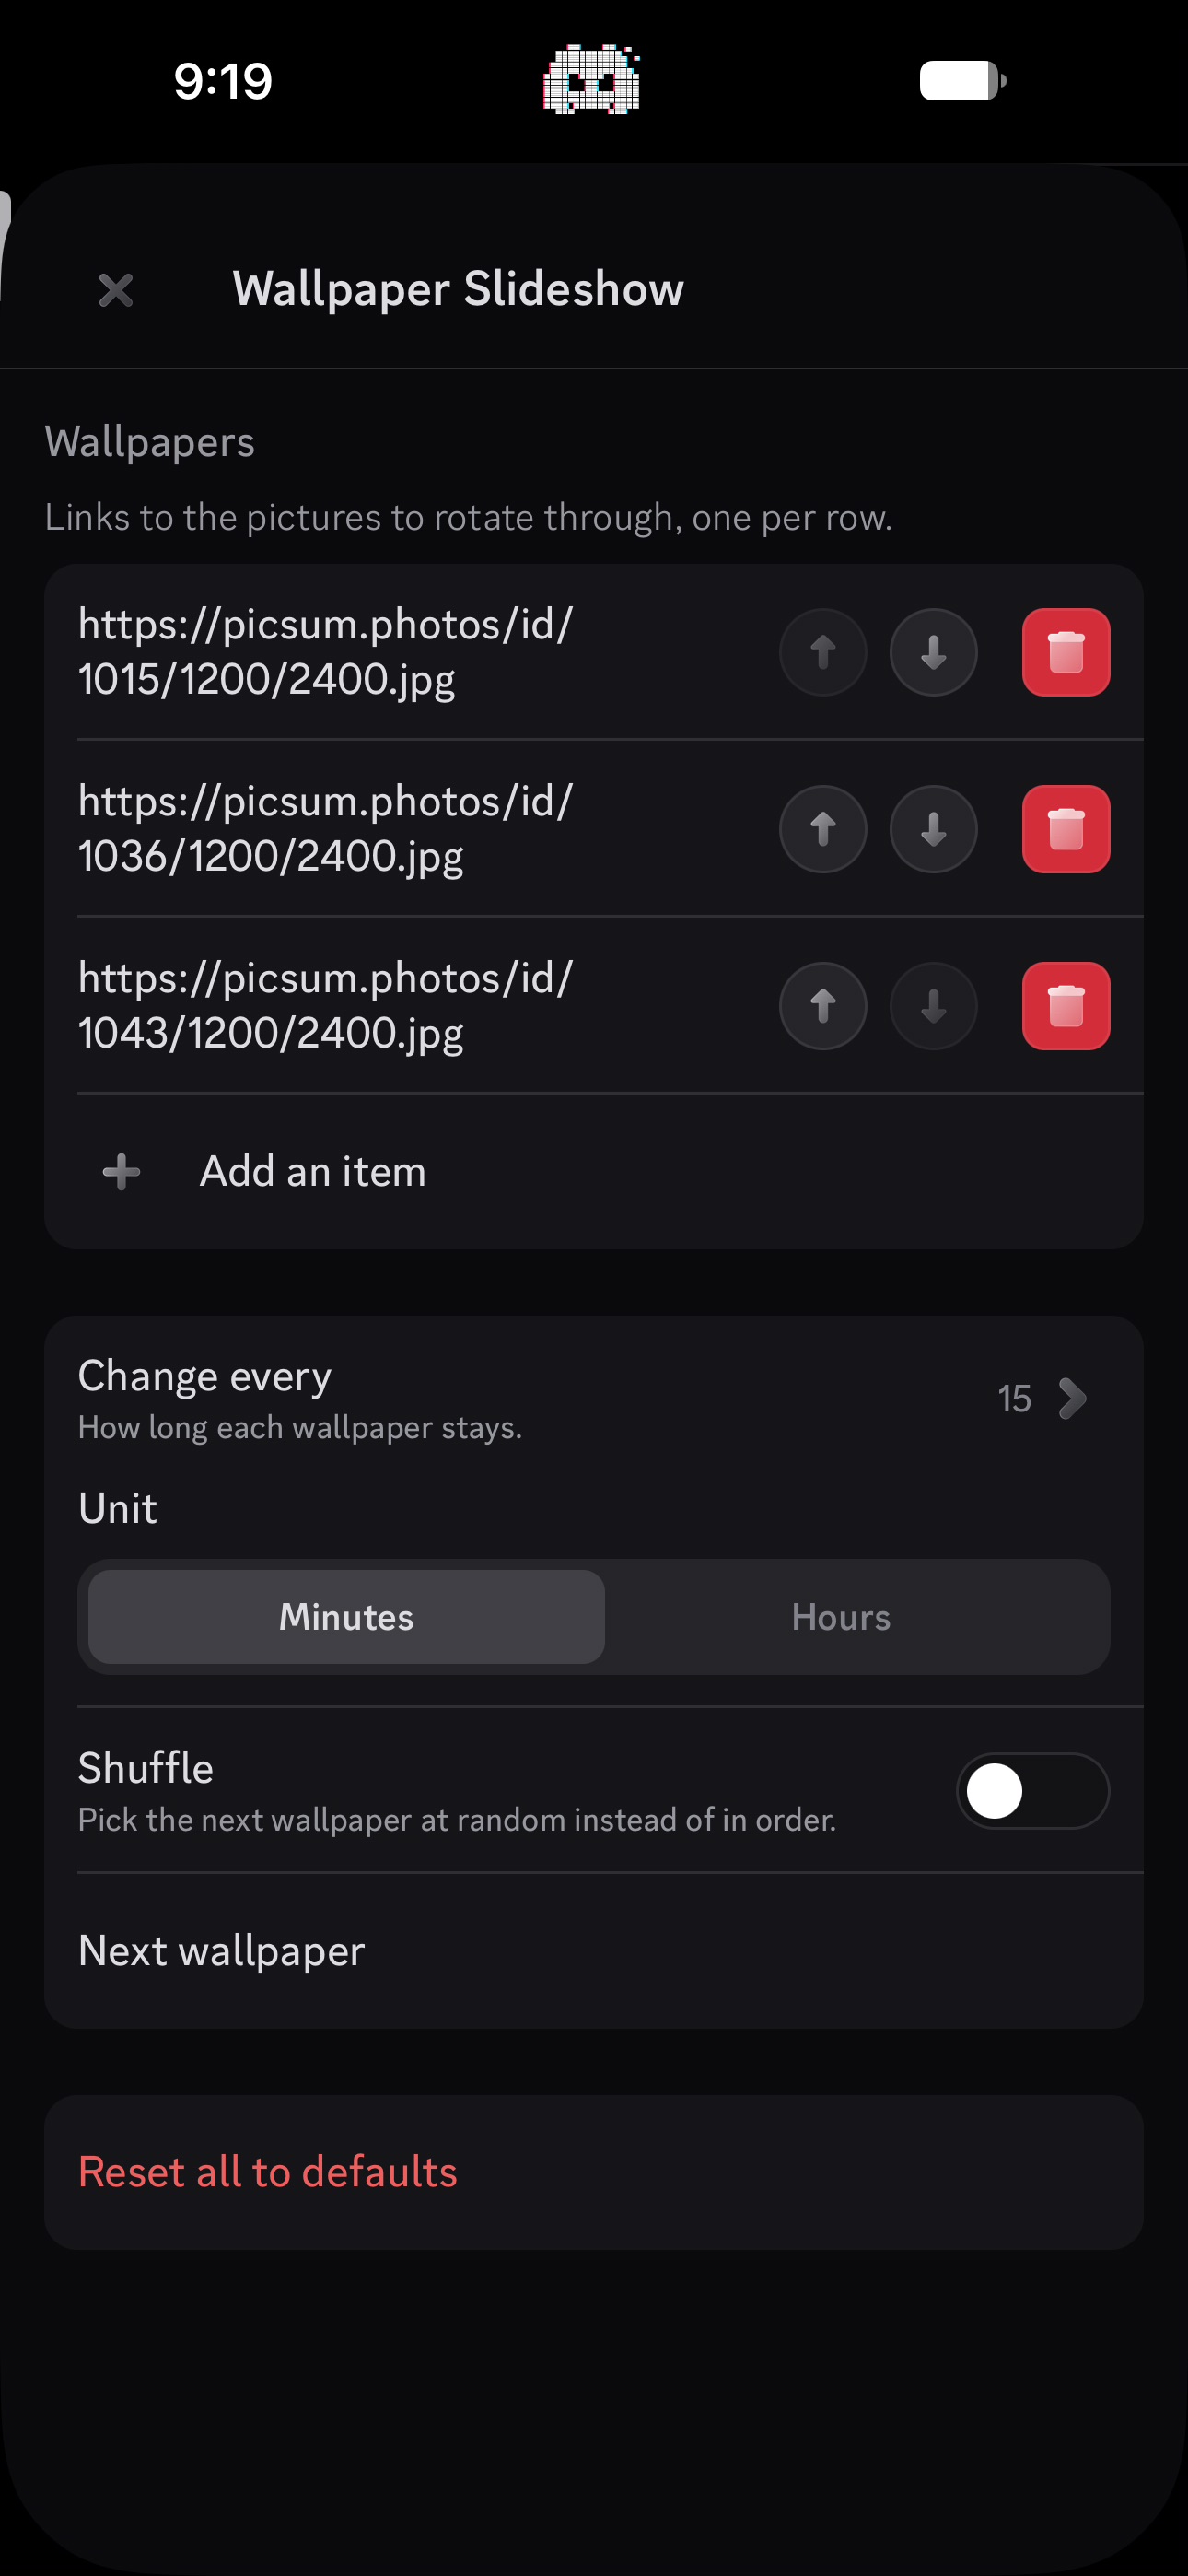 9:19
Wallpaper Slideshow
Wallpapers
Links to the pictures to rotate through, one per row.
https://picsum.photos/id/
1015/1200/2400.jpg
https://picsum.photos/id/
1036/1200/2400.jpg
https://picsum.photos/id/
1043/1200/2400.jpg
Add an item
Change every
How long each wallpaper stays.
15
Unit
Minutes
Hours
Shuffle
Pick the next wallpaper at random instead of in order.
Next wallpaper
Reset all to defaults